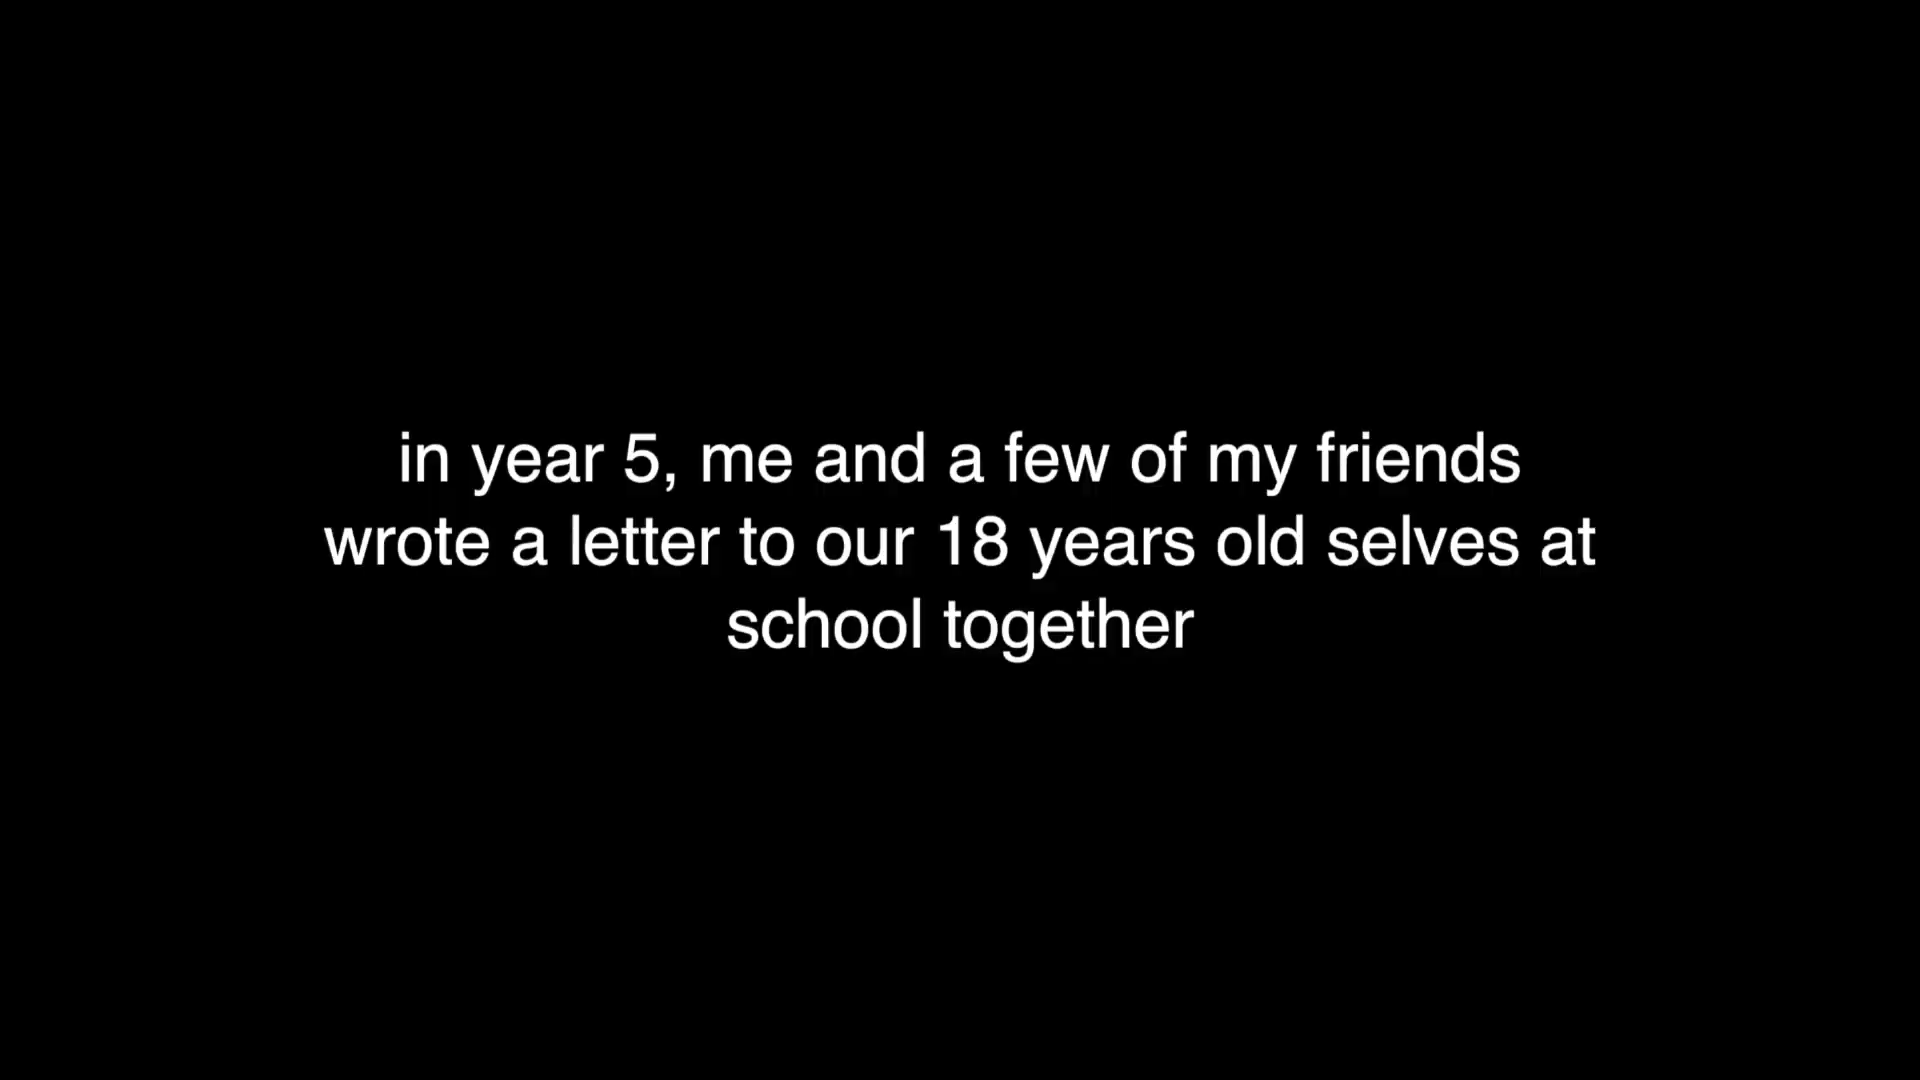 in year 5, me and a few of my friends
wrote a letter to our 18 years old selves at
school together